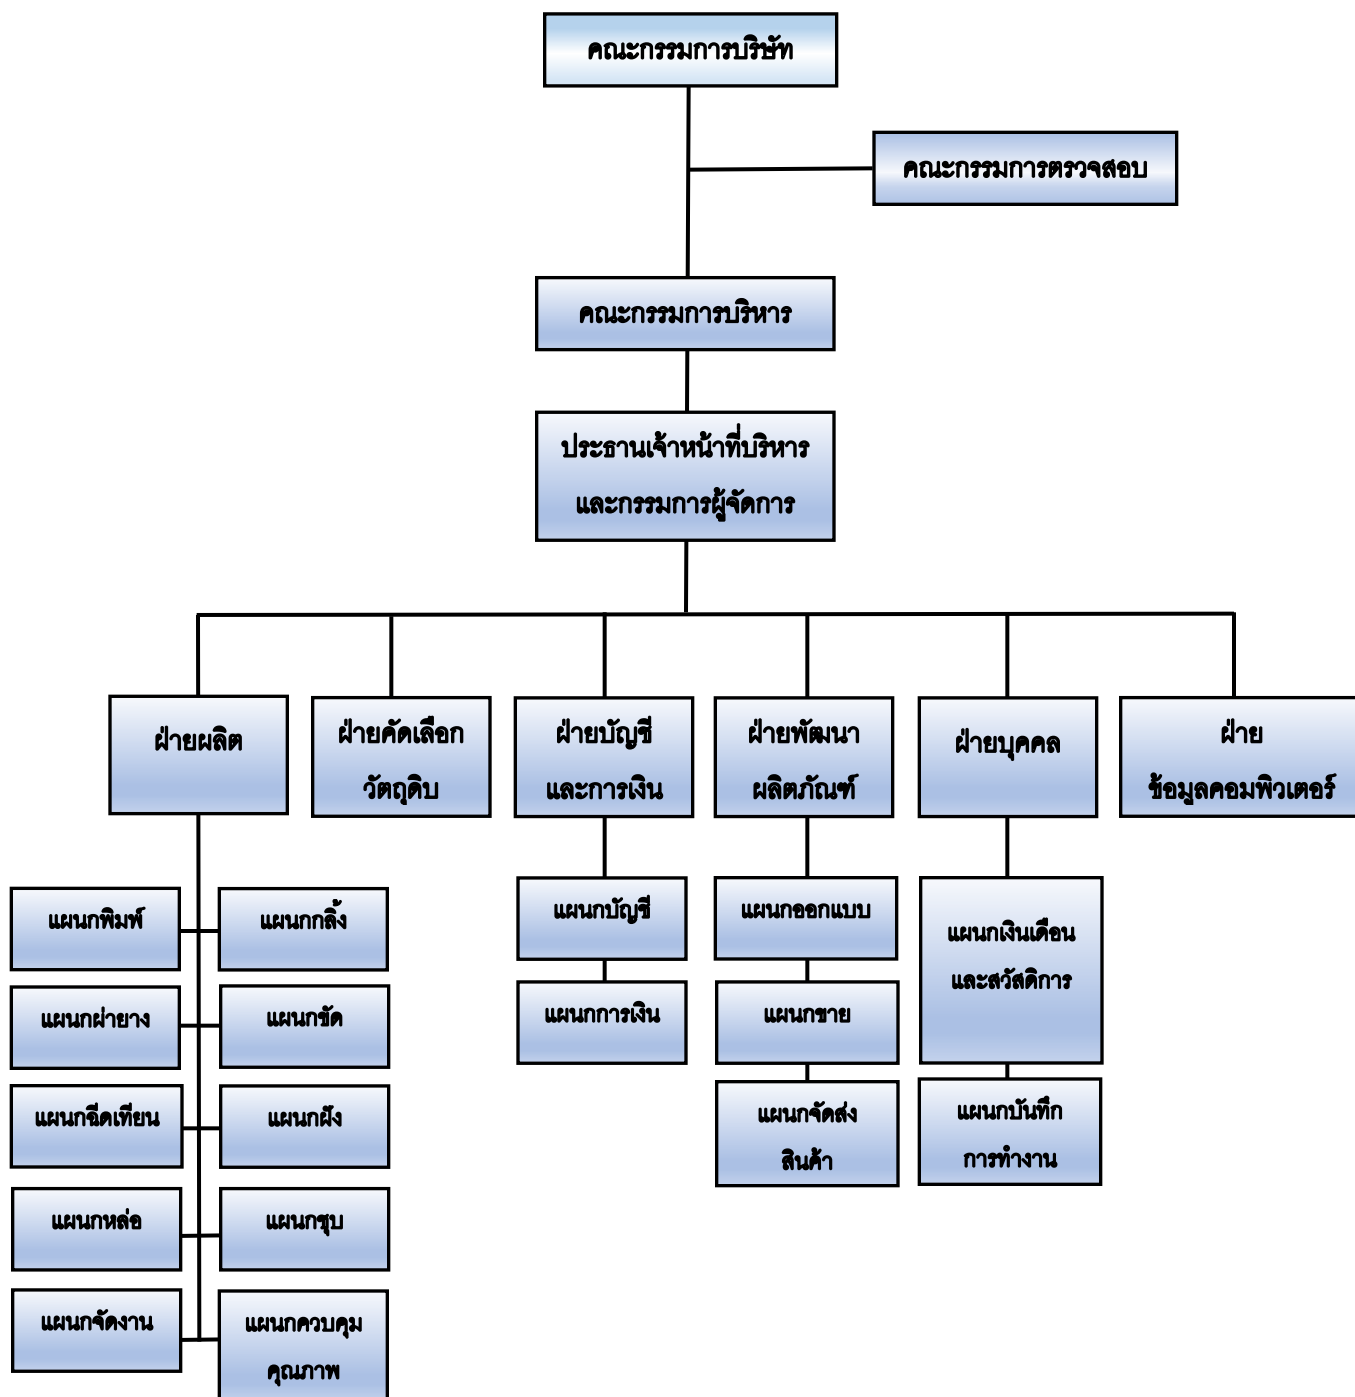 คณะกรรมการบริษัท
คณะกรรมการตรวจสอบ
คณะกรรมการบริหาร
ประธานเจ้าหน้าที่บริหาร
และกรรมการผู้จัดการ
ฝ่ายผลิต
ฝ่ายคัดเลือก
วัตถุดิบ
ฝ่ายบัญชี
และการเงิน
ฝ่ายพัฒนา
ผลิตภัณฑ์
ฝ่ายบุคคล
ฝ่าย
ข้อมูลคอมพิวเตอร์
แผนกพิมพ์
แผนกกลิ้ง
แผนกผ่ายาง
แผนกขัด
แผนกฉีดเทียน
แผนกฝัง
แผนกหล่อ
แผนกชุบ
แผนกจัดงาน
แผนกควบคุม
คุณภาพ
แผนกบัญชี
แผนกการเงิน
แผนกออกแบบ
แผนกขาย
แผนกจัดส่ง
สินค้า
แผนกเงินเดือน
และสวัสดิการ
แผนกบันทึก
การทำงาน